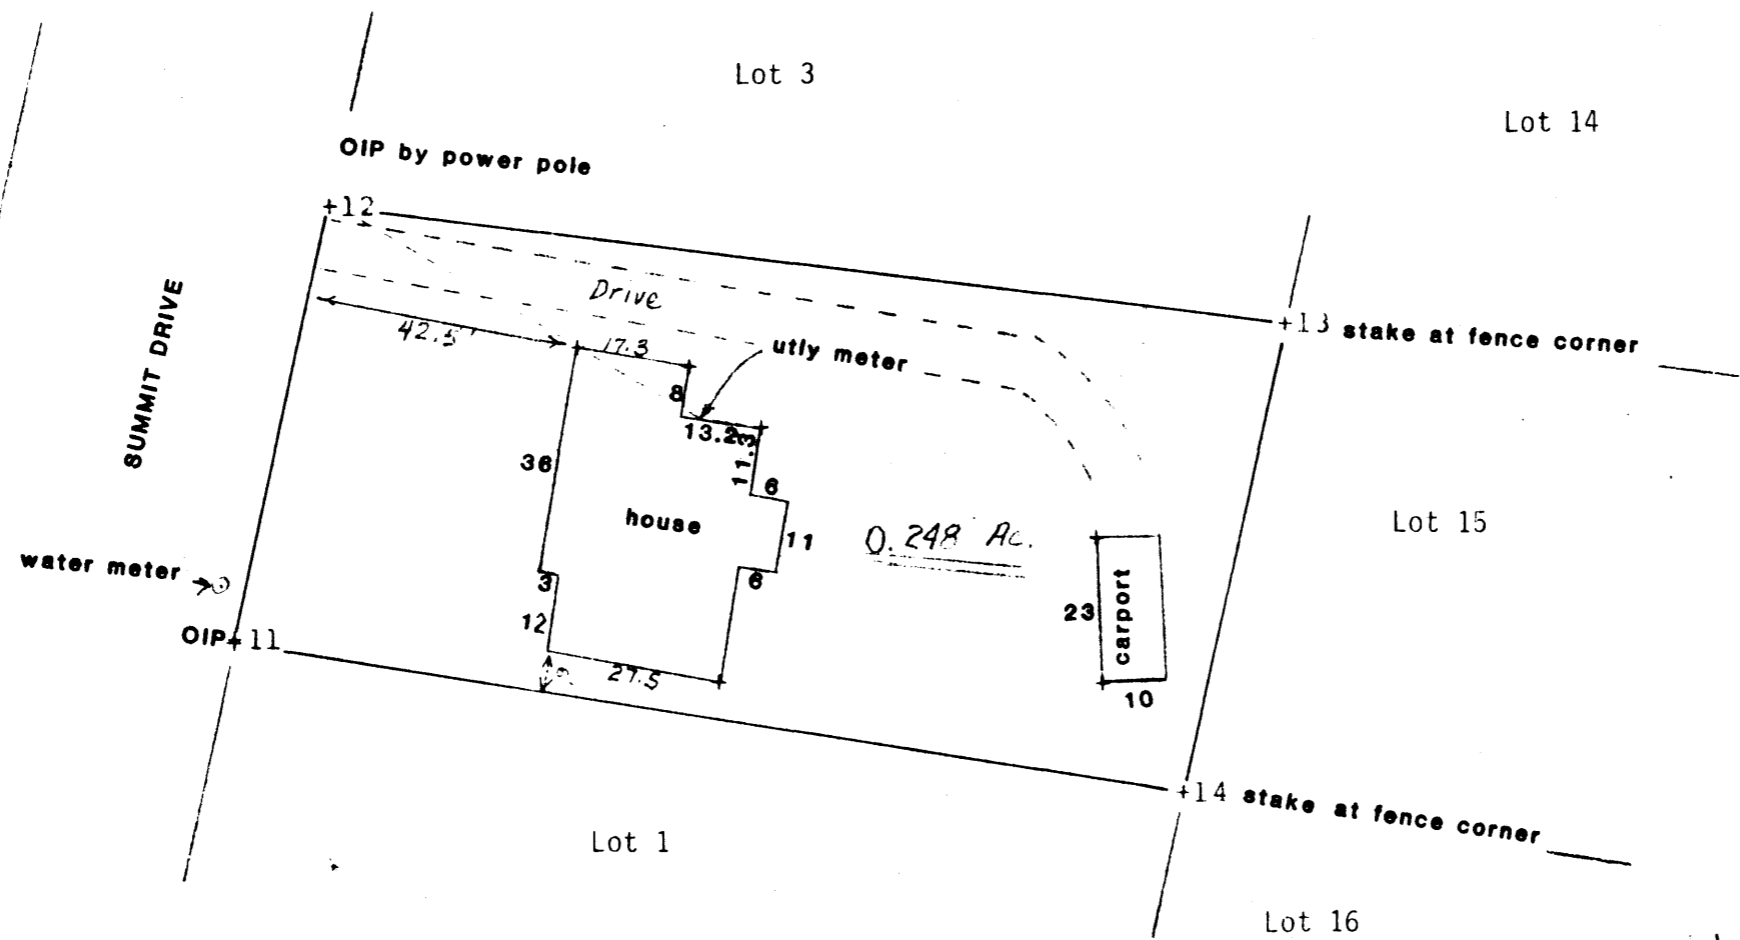 Lot 3
Lot 14
OIP by power pole
+12
Drive
+13 stake at fence corner
42.5'
17.3
utly meter
SUMMIT DRIVE
8
13.2
11.3
36
6
house
11
0.248 Ac.
Lot 15
water meter
3
6
23
carport
12
OIP+11
27.5
10
+14 stake at fence corner
Lot 1
Lot 16